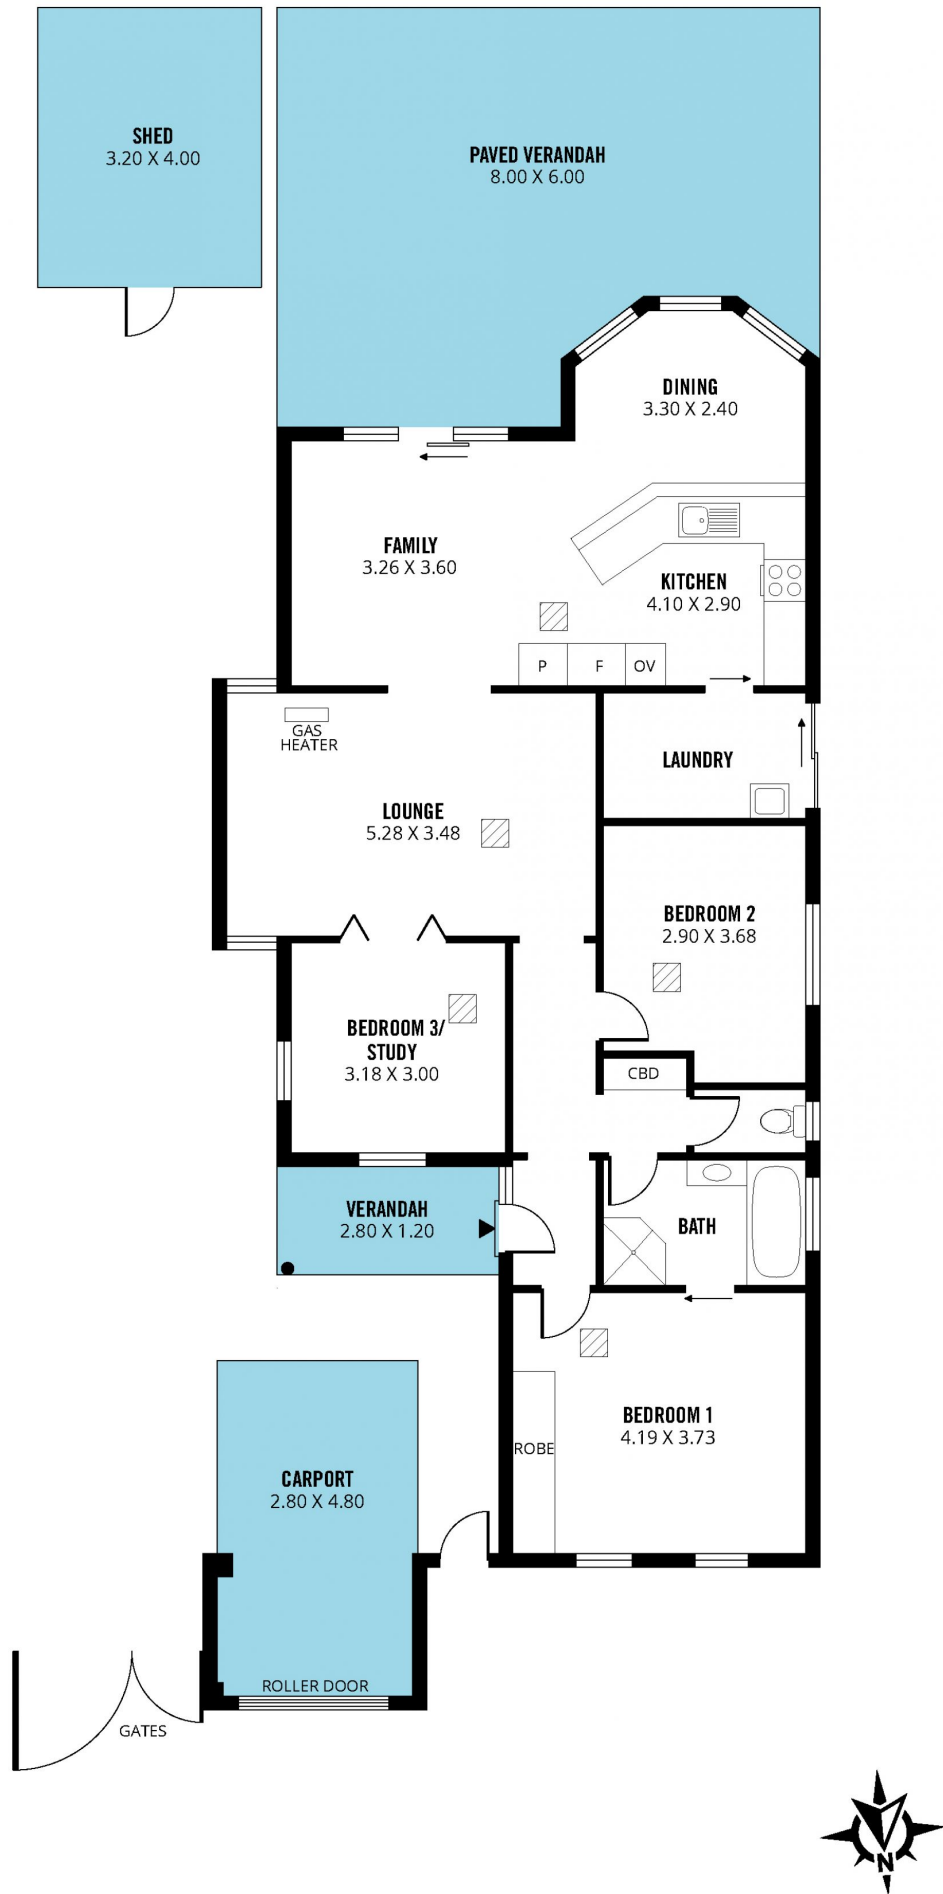 SHED
3.20 X 4.00
PAVED VERANDAH
8.00 X 6.00
DINING
3.30 X 2.40
FAMILY
3.26 X 3.60
KITCHEN
4.10 X 2.90
P
F
OV
GAS
HEATER
LAUNDRY
LOUNGE
5.28 X 3.48
BEDROOM 2
2.90 X 3.68
BEDROOM 3/
STUDY
3.18 X 3.00
CBD
VERANDAH
2.80 X 1.20
BATH
BEDROOM 1
4.19 X 3.73
ROBE
CARPORT
2.80 X 4.80
ROLLER DOOR
GATES
N